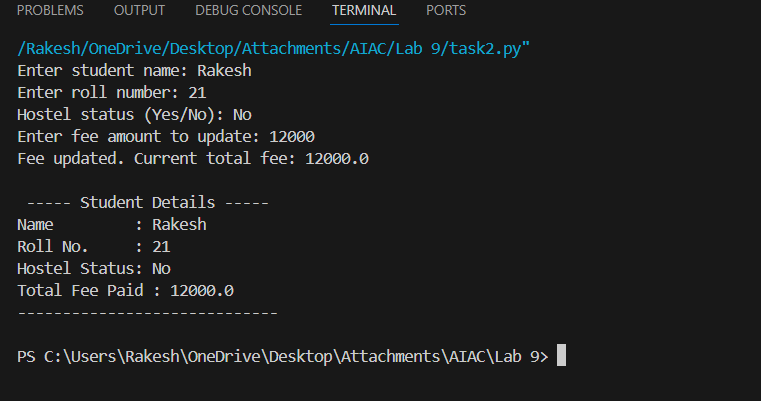 PROBLEMS OUTPUT DEBUG CONSOLE TERMINAL PORTS
/Rakesh/OneDrive/Desktop/Attachments/AIAC/Lab 9/task2.py"
Enter student name: Rakesh
Enter roll number: 21
Hostel status (Yes/No): No
Enter fee amount to update: 12000
Fee updated. Current total fee: 12000.0
----- Student Details -----
Name         : Rakesh
Roll No.     : 21
Hostel Status: No
Total Fee Paid : 12000.0
-----------------------------
PS C:\Users\Rakesh\OneDrive\Desktop\Attachments\AIAC\Lab 9>